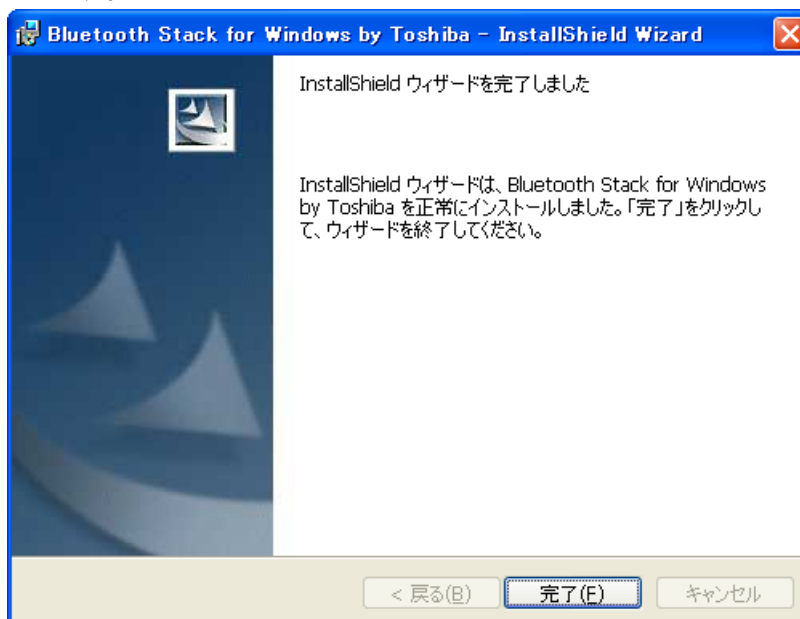 Bluetooth Stack for Windows by Toshiba - InstallShield Wizard
InstallShield ウィザードを完了しました
InstallShield ウィザードは、Bluetooth Stack for Windows
by Toshiba を正常にインストールしました。「完了」をクリックし
て、ウィザードを終了してください。
< 戻る(B) 完了(F) キャンセル